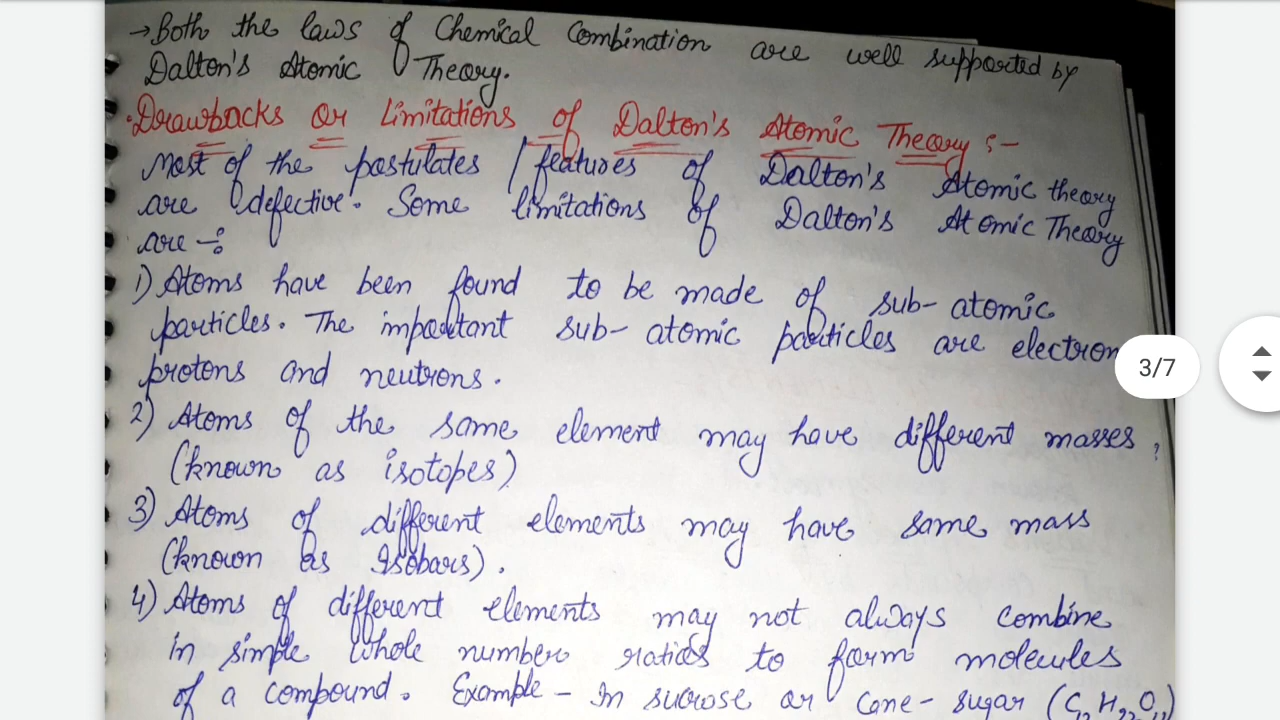 → Both the laws of Chemical Combination are well supported by
Dalton's Atomic Theory.
• Drawbacks or Limitations of Dalton's Atomic Theory :-
Most of the postulates / features of Dalton's Atomic theory
are defective. Some limitations of Dalton's Atomic Theory
are -:
1) Atoms have been found to be made of sub-atomic
particles. The important sub-atomic particles are electron
protons and neutrons.
2) Atoms of the same element may have different masses.
(known as isotopes)
3) Atoms of different elements may have same mass
(known as Isobars).
4) Atoms of different elements may not always combine
in simple whole number ratios to form molecules
of a compound. Example - In sucrose or Cane-sugar (C₁₂H₂₂O₁₁)
3/7